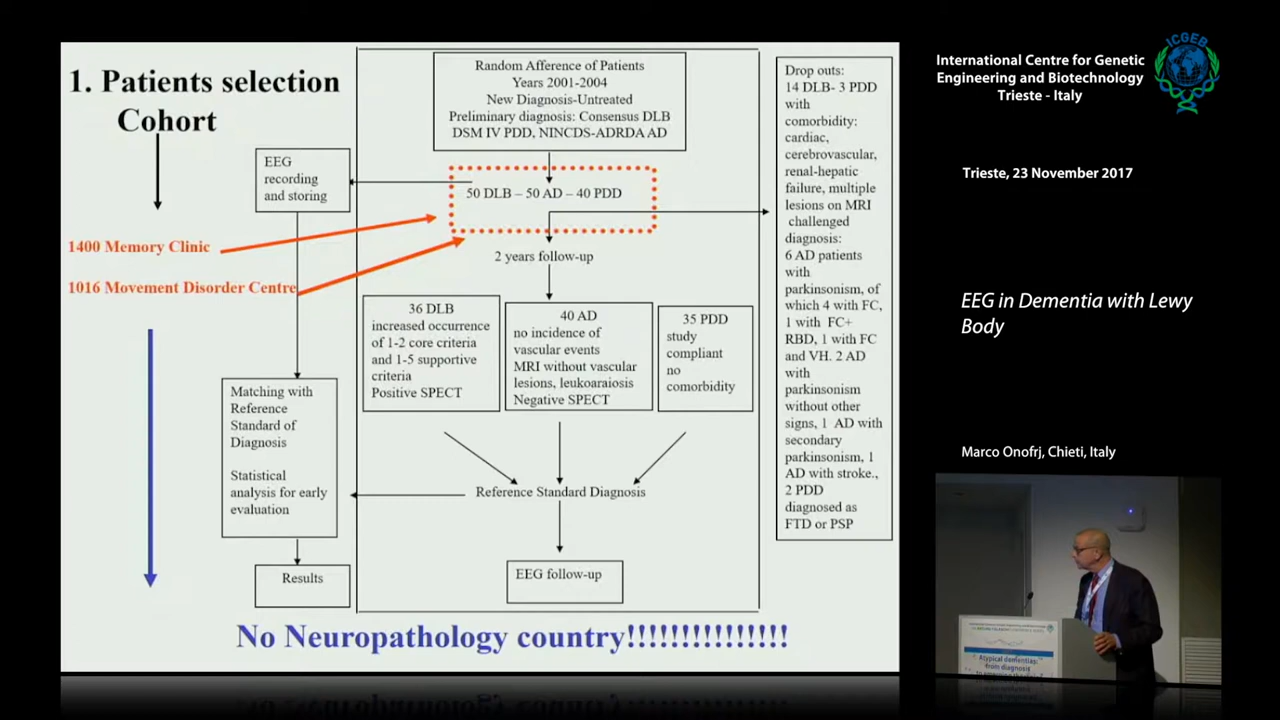 1. Patients selection
Cohort
1400 Memory Clinic
1016 Movement Disorder Centre
EEG
recording
and storing
Matching with
Reference
Standard of
Diagnosis
Statistical
analysis for early
evaluation
Results
Random Afference of Patients
Years 2001-2004
New Diagnosis-Untreated
Preliminary diagnosis: Consensus DLB
DSM IV PDD, NINCDS-ADRDA AD
50 DLB – 50 AD – 40 PDD
2 years follow-up
36 DLB
increased occurrence
of 1-2 core criteria
and 1-5 supportive
criteria
Positive SPECT
40 AD
no incidence of
vascular events
MRI without vascular
lesions, leukoaraiosis
Negative SPECT
35 PDD
study
compliant
no
comorbidity
Reference Standard Diagnosis
EEG follow-up
Drop outs:
14 DLB- 3 PDD
with
comorbidity:
cardiac,
cerebrovascular,
renal-hepatic
failure, multiple
lesions on MRI
challenged
diagnosis:
6 AD patients
with
parkinsonism, of
which 4 with FC,
1 with FC+
RBD, 1 with FC
and VH. 2 AD
with
parkinsonism
without other
signs, 1 AD with
secondary
parkinsonism, 1
AD with stroke.,
2 PDD
diagnosed as
FTD or PSP
No Neuropathology country!!!!!!!!!!!!!!!
International Centre for Genetic
Engineering and Biotechnology
Trieste - Italy
ICGEB
Trieste, 23 November 2017
EEG in Dementia with Lewy
Body
Marco Onofrj, Chieti, Italy
Atypical dementias:
from diagnosis